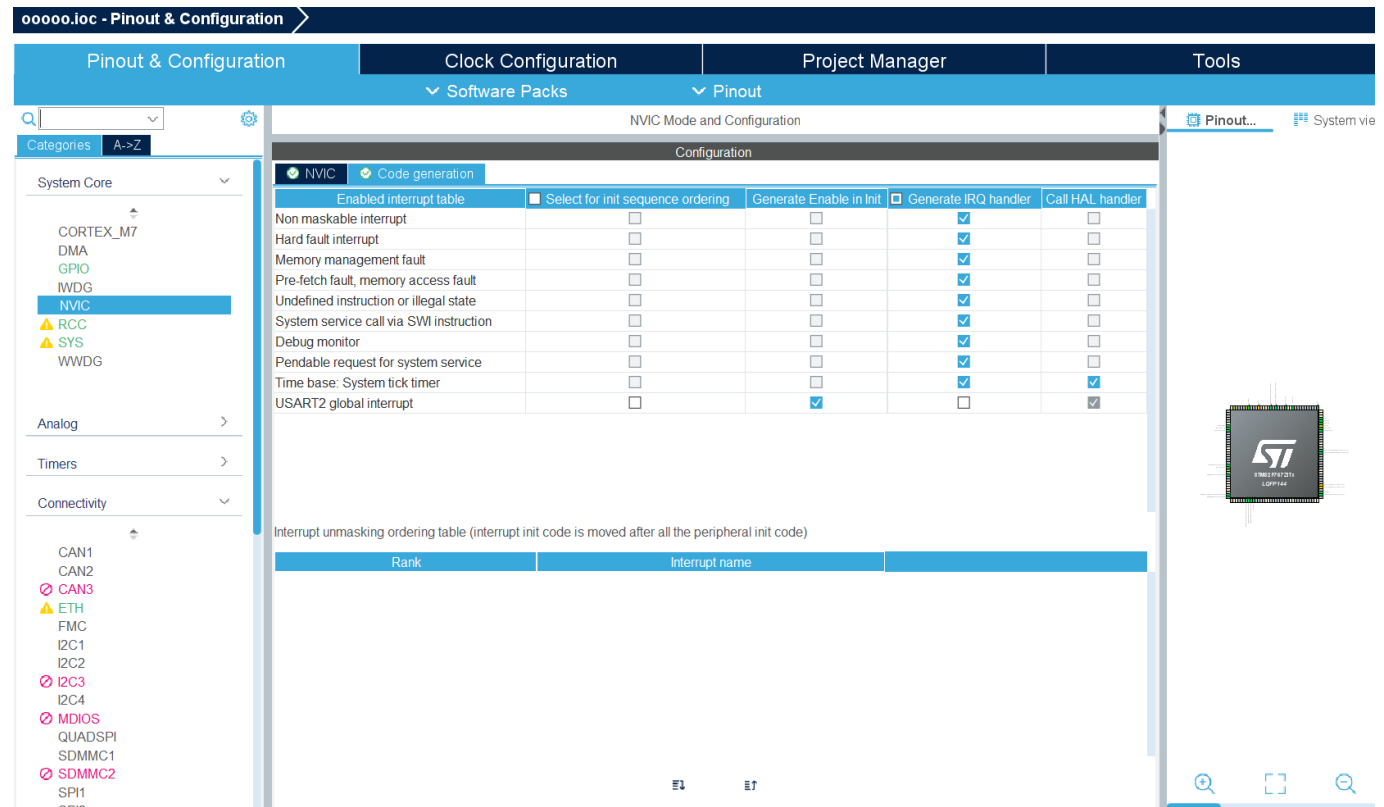 ooooo.ioc - Pinout & Configuration
Pinout & Configuration
Clock Configuration
Project Manager
Tools
Software Packs
Pinout
NVIC Mode and Configuration
Pinout...
System vie
Categories
A->Z
Configuration
NVIC
Code generation
Enabled interrupt table
Select for init sequence ordering
Generate Enable in Init
Generate IRQ handler
Call HAL handler
Non maskable interrupt
Hard fault interrupt
Memory management fault
Pre-fetch fault, memory access fault
Undefined instruction or illegal state
System service call via SWI instruction
Debug monitor
Pendable request for system service
Time base: System tick timer
USART2 global interrupt
Interrupt unmasking ordering table (interrupt init code is moved after all the peripheral init code)
Rank
Interrupt name
System Core
CORTEX_M7
DMA
GPIO
IWDG
NVIC
RCC
SYS
WWDG
Analog
Timers
Connectivity
CAN1
CAN2
CAN3
ETH
FMC
I2C1
I2C2
I2C3
I2C4
MDIOS
QUADSPI
SDMMC1
SDMMC2
SPI1
STM32F767ZITx
LQFP144